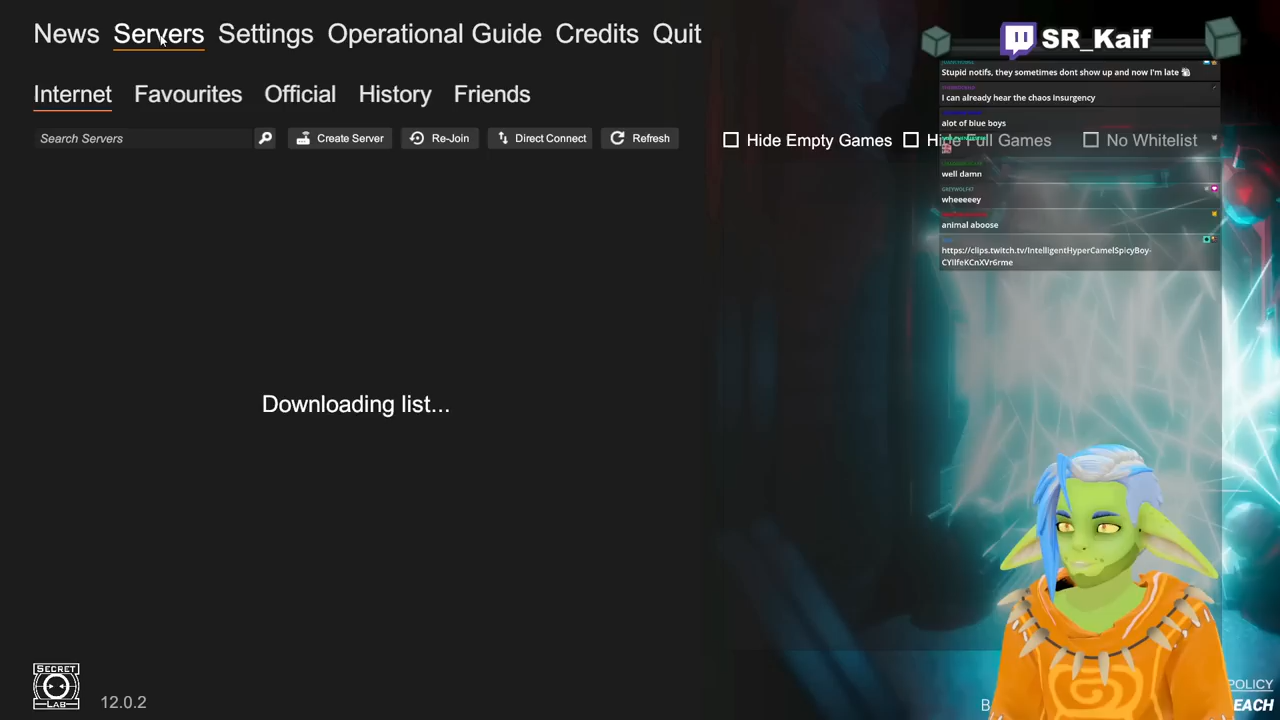 News Servers Settings Operational Guide Credits Quit
SR_Kaif
Internet Favourites Official History Friends
Search Servers Create Server Re-Join Direct Connect Refresh
Hide Empty Games Hide Full Games No Whitelist
Stupid notifs, they sometimes dont show up and now I'm late
I can already hear the chaos insurgency
alot of blue boys
well damn
GREYWOLF47
wheeeeey
animal aboose
https://clips.twitch.tv/IntelligentHyperCamelSpicyBoy-
CYIlfeKCnXVr6rme
Downloading list...
SECRET
LAB
12.0.2
POLICY
EACH